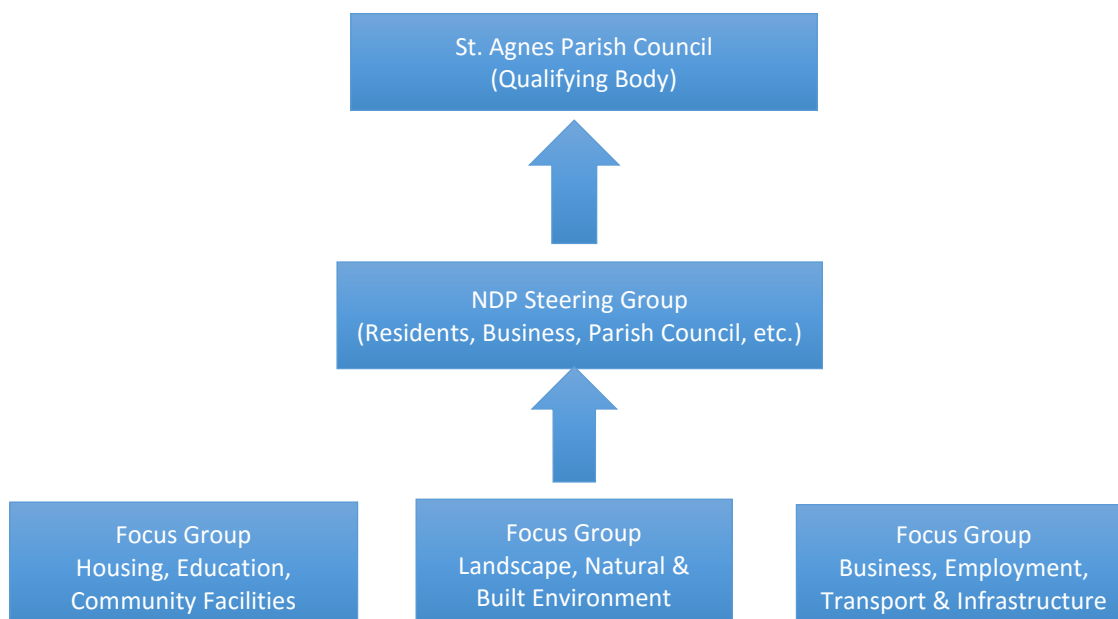 St. Agnes Parish Council
(Qualifying Body)
NDP Steering Group
(Residents, Business, Parish Council, etc.)
Focus Group
Housing, Education,
Community Facilities
Focus Group
Landscape, Natural &
Built Environment
Focus Group
Business, Employment,
Transport & Infrastructure